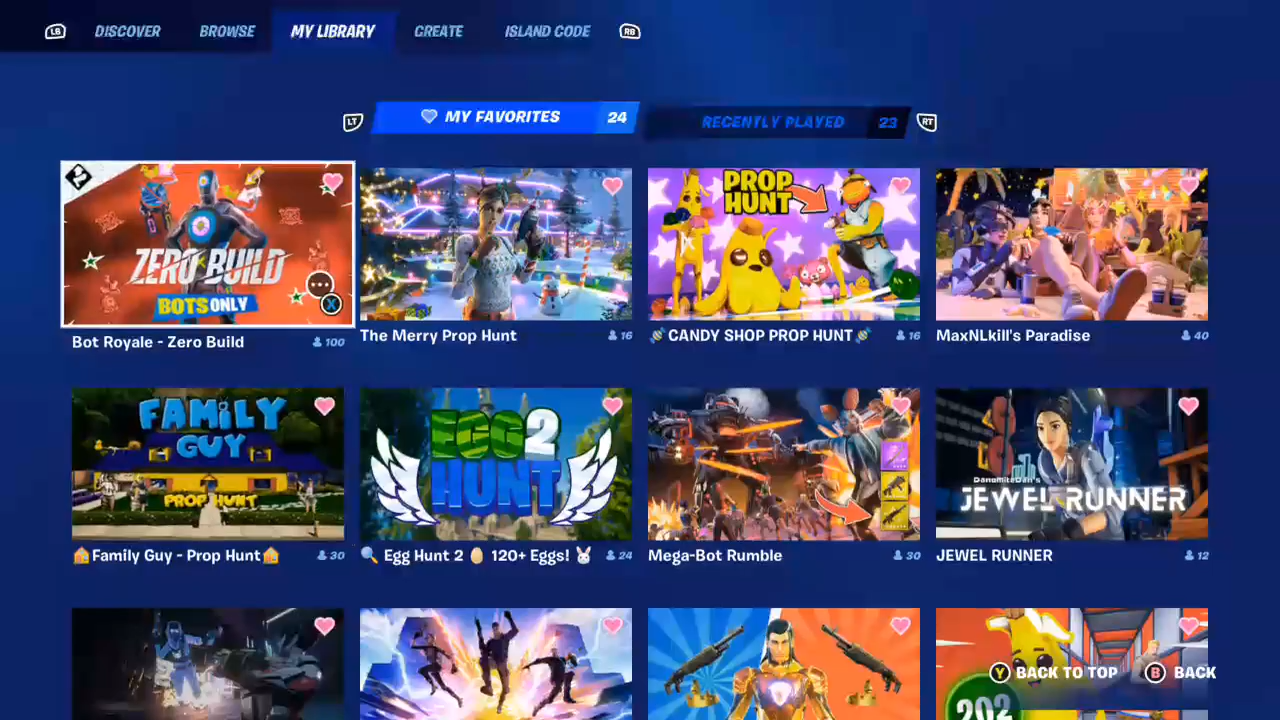 LB DISCOVER BROWSE MY LIBRARY CREATE ISLAND CODE RB
LT MY FAVORITES 24 RECENTLY PLAYED 23 RT
ZERO BUILD
BOTS ONLY
X
PROP
HUNT
Bot Royale - Zero Build 100
The Merry Prop Hunt 16
CANDY SHOP PROP HUNT 16
MaxNLkill's Paradise 40
FAMILY
GUY
PROP HUNT
EGG 2
HUNT
DanomiteDan's
JEWEL RUNNER
Family Guy - Prop Hunt 30
Egg Hunt 2 120+ Eggs! 24
Mega-Bot Rumble 30
JEWEL RUNNER 12
Y BACK TO TOP B BACK
202